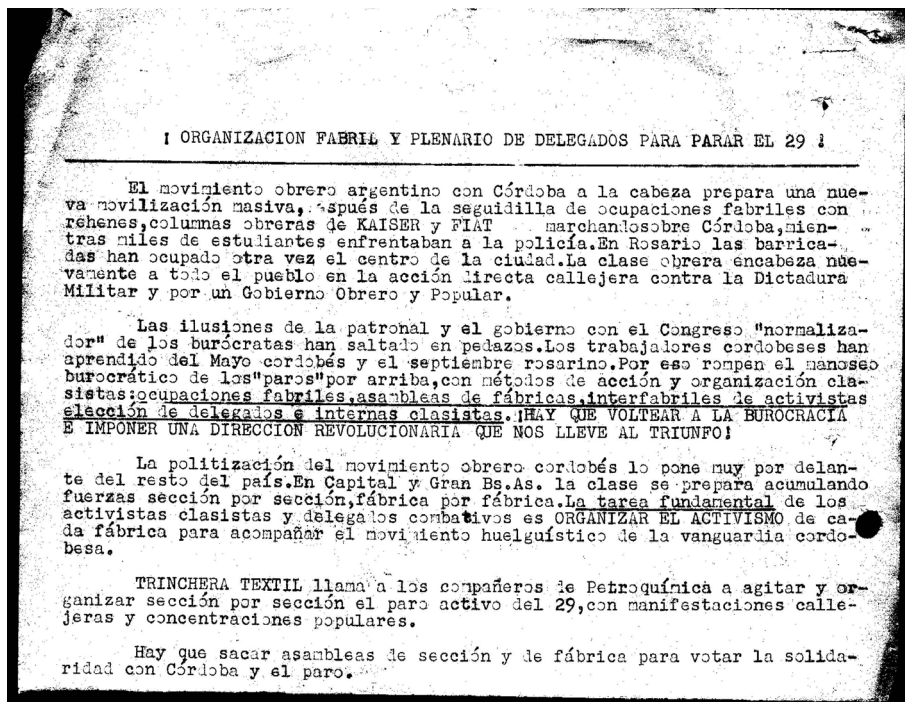 ¡ ORGANIZACION FABRIL Y PLENARIO DE DELEGADOS PARA PARAR EL 29 !
El movimiento obrero argentino con Córdoba a la cabeza prepara una nue-
va movilización masiva, spués de la seguidilla de ocupaciones fabriles con
rehenes,columnas obreras de KAISER y FIAT marchandosobre Córdoba,mien-
tras miles de estudiantes enfrentaban a la policía.En Rosario las barrica-
das han ocupado otra vez el centro de la ciudad.La clase obrera encabeza nue-
vamente a todo el pueblo en la acción directa callejera contra la Dictadura
Militar y por un Gobierno Obrero y Popular.
Las ilusiones de la patronal y el gobierno con el Congreso "normaliza-
dor" de los burócratas han saltado en pedazos.Los trabajadores cordobeses han
aprendido del Mayo cordobés y el septiembre rosarino.Por eso rompen el manoseo
burocrático de los"paros"por arriba,con métodos de acción y organización cla-
sistas:ocupaciones fabriles,asambleas de fábricas,interfabriles de activistas
elección de delegados e internas clasistas.¡HAY QUE VOLTEAR A LA BUROCRACIA
E IMPONER UNA DIRECCION REVOLUCIONARIA QUE NOS LLEVE AL TRIUNFO!
La politización del movimiento obrero cordobés lo pone muy por delan-
te del resto del país.En Capital y Gran Bs.As. la clase se prepara acumulando
fuerzas sección por sección,fábrica por fábrica.La tarea fundamental de los
activistas clasistas y delegados combativos es ORGANIZAR EL ACTIVISMO de ca-
da fábrica para acompañar el movimiento huelguístico de la vanguardia cordo-
besa.
TRINCHERA TEXTIL llama a los compañeros de Petroquímica a agitar y or-
ganizar sección por sección el paro activo del 29,con manifestaciones calle-
jeras y concentraciones populares.
Hay que sacar asambleas de sección y de fábrica para votar la solida-
ridad con Córdoba y el paro.